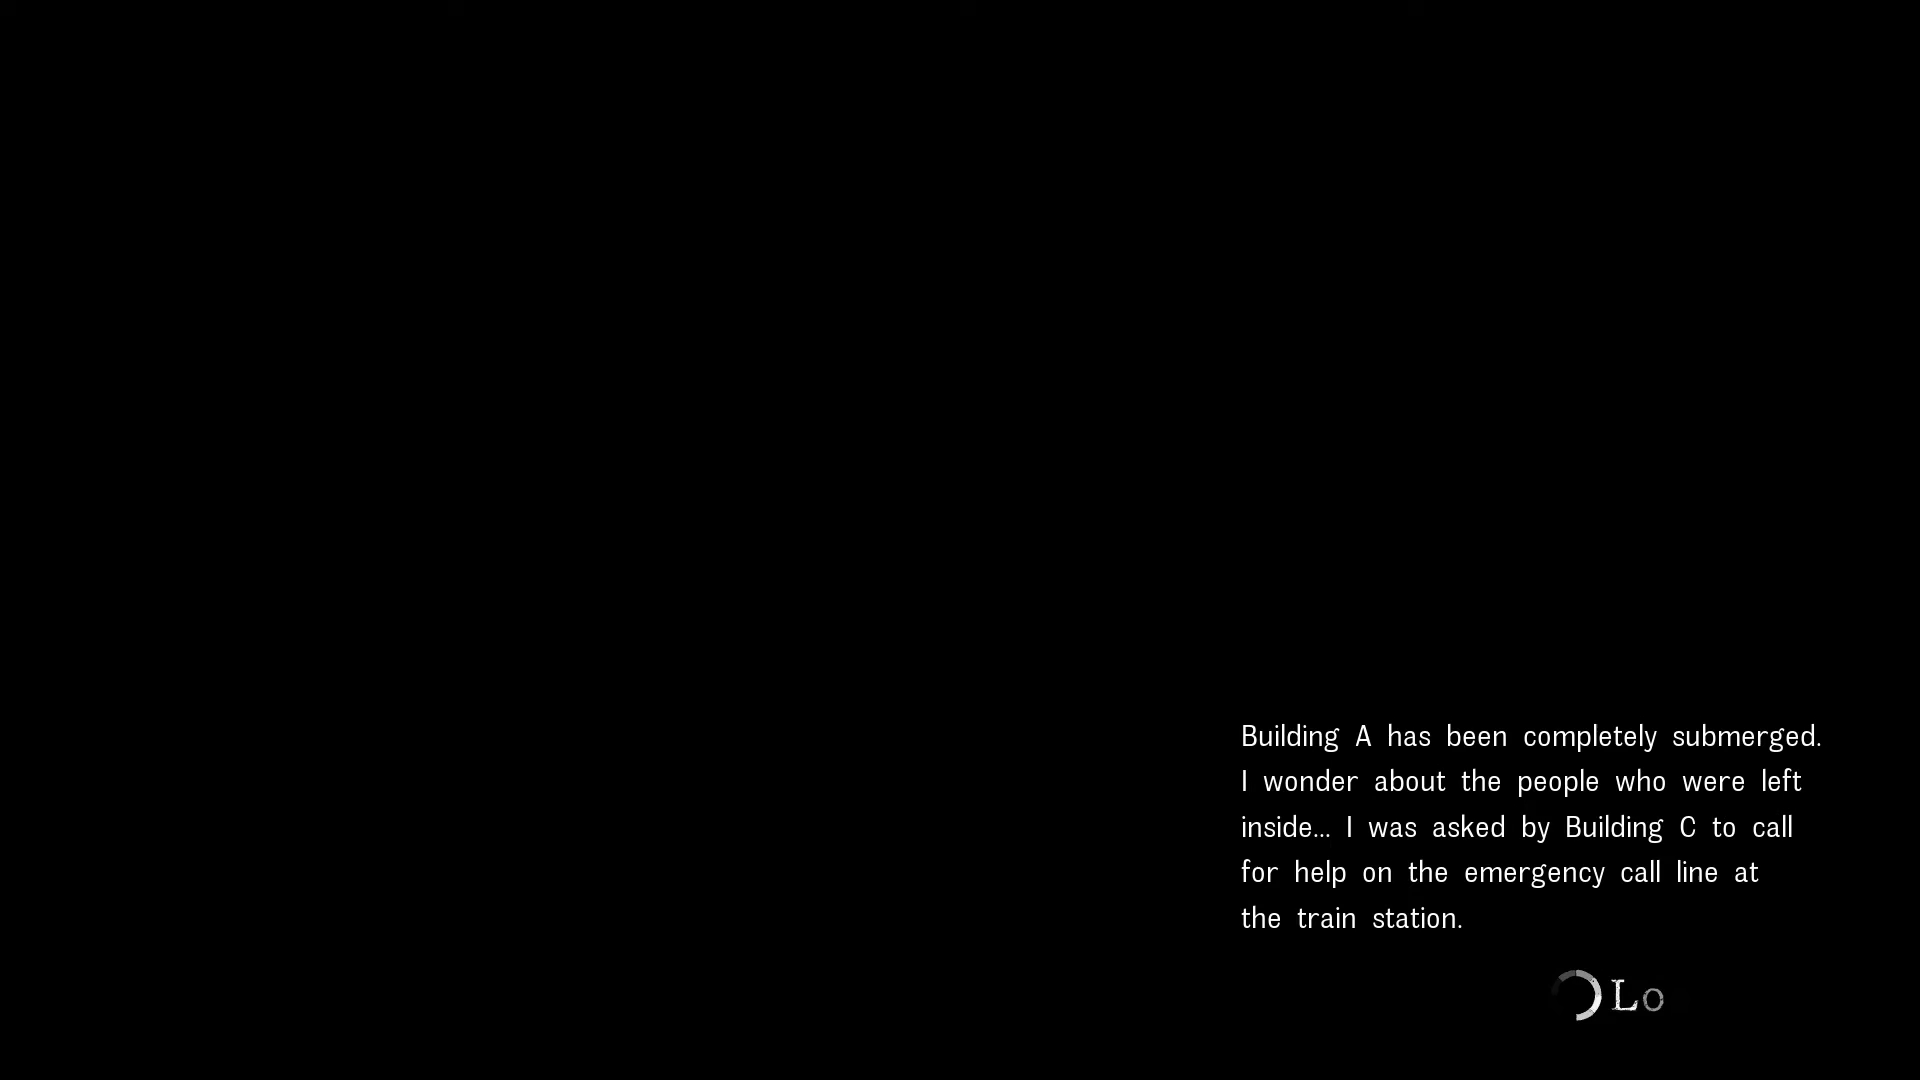 Building A has been completely submerged.
I wonder about the people who were left
inside... I was asked by Building C to call
for help on the emergency call line at
the train station.
Lo